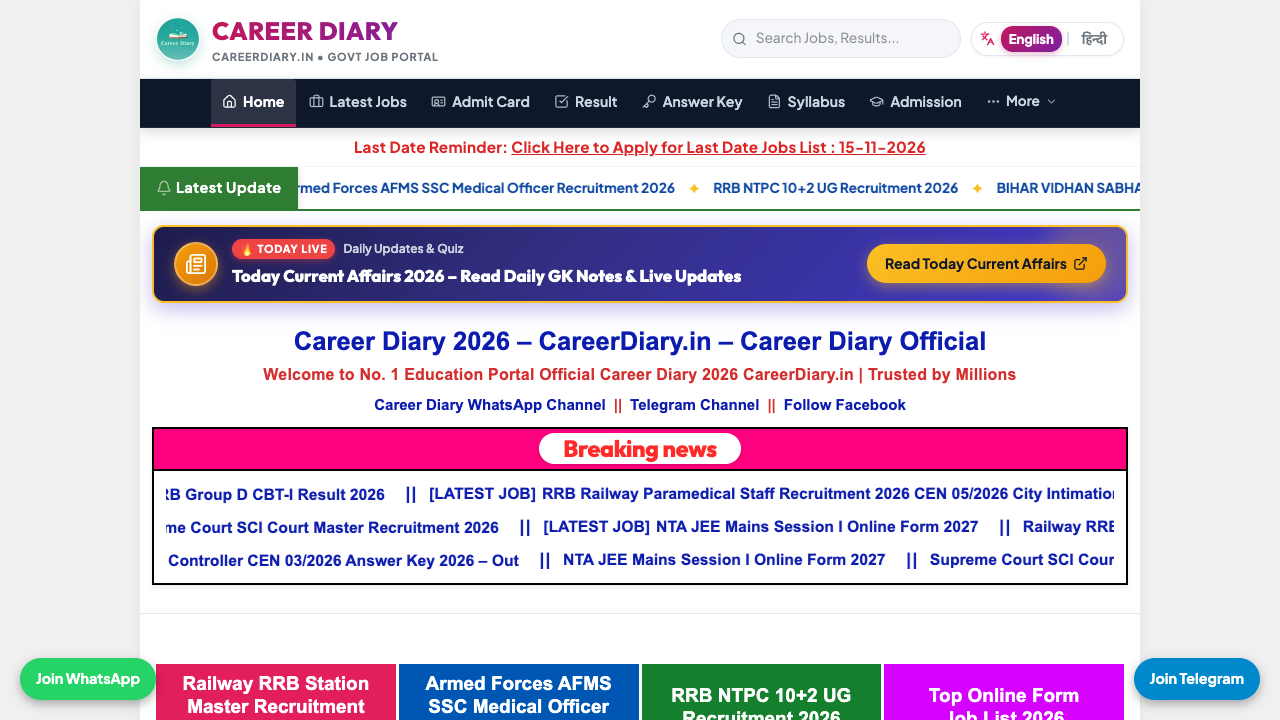 CAREER DIARY
CAREERDIARY.IN • GOVT JOB PORTAL
Career Diary
Search Jobs, Results...
English | हिन्दी
Home Latest Jobs Admit Card Result Answer Key Syllabus Admission More
Last Date Reminder: Click Here to Apply for Last Date Jobs List : 15-11-2026
Latest Update
Forces AFMS SSC Medical Officer Recruitment 2026 ✦ RRB NTPC 10+2 UG Recruitment 2026 ✦ BIHAR VIDHAN SABHA
🔥 TODAY LIVE Daily Updates & Quiz
Today Current Affairs 2026 – Read Daily GK Notes & Live Updates
Read Today Current Affairs
Career Diary 2026 – CareerDiary.in – Career Diary Official
Welcome to No. 1 Education Portal Official Career Diary 2026 CareerDiary.in | Trusted by Millions
Career Diary WhatsApp Channel || Telegram Channel || Follow Facebook
Breaking news
Group D CBT-I Result 2026 || [LATEST JOB] RRB Railway Paramedical Staff Recruitment 2026 CEN 05/2026 City
Court SCI Court Master Recruitment 2026 || [LATEST JOB] NTA JEE Mains Session I Online Form 2027 || Railway
Controller CEN 03/2026 Answer Key 2026 – Out || NTA JEE Mains Session I Online Form 2027 || Supreme Court SCI
Railway RRB Station
Master Recruitment
Armed Forces AFMS
SSC Medical Officer
RRB NTPC 10+2 UG
Recruitment 2026
Top Online Form
Job List 2026
Join WhatsApp
Join Telegram